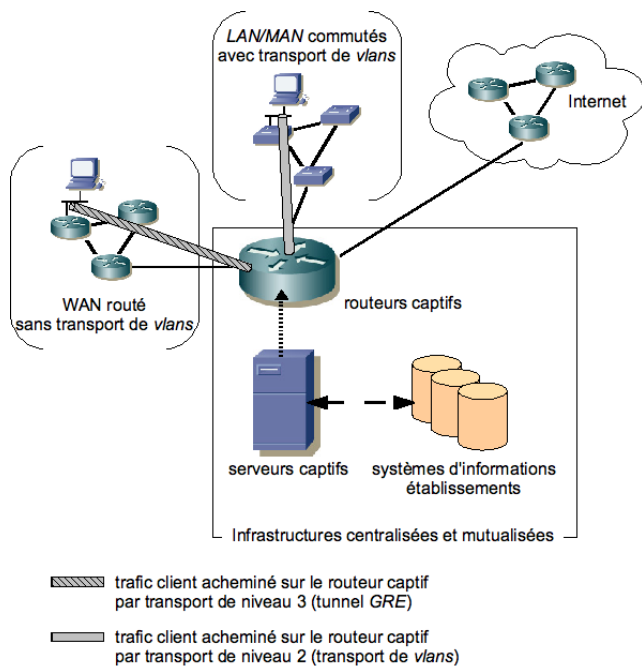 LAN/MAN commutés
avec transport de vlans
Internet
WAN routé
sans transport de vlans
routeurs captifs
serveurs captifs
systèmes d'informations
établissements
Infrastructures centralisées et mutualisées
trafic client acheminé sur le routeur captif
par transport de niveau 3 (tunnel GRE)
trafic client acheminé sur le routeur captif
par transport de niveau 2 (transport de vlans)